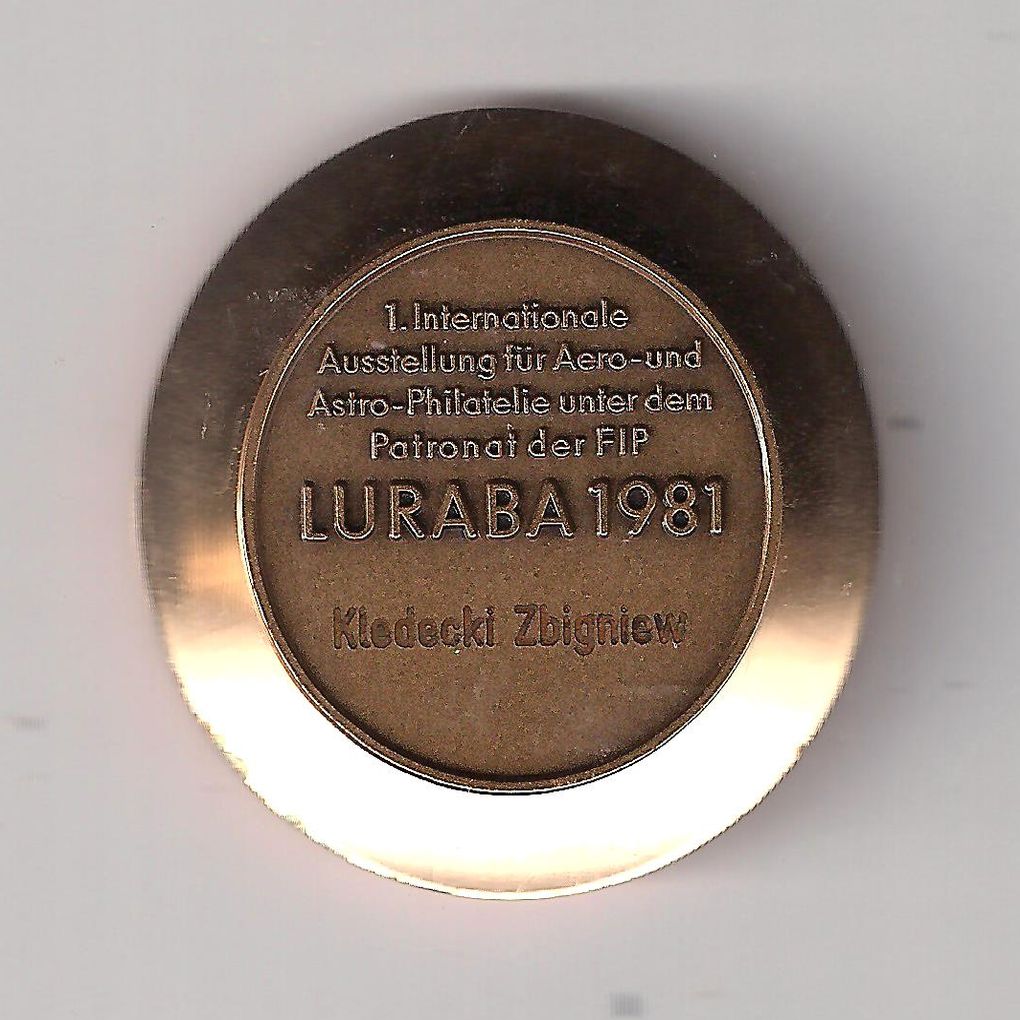 1. Internationale
Ausstellung für Aero-und
Astro-Philatelie unter dem
Patronat der FIP
LURABA 1981
Kledecki Zbigniew